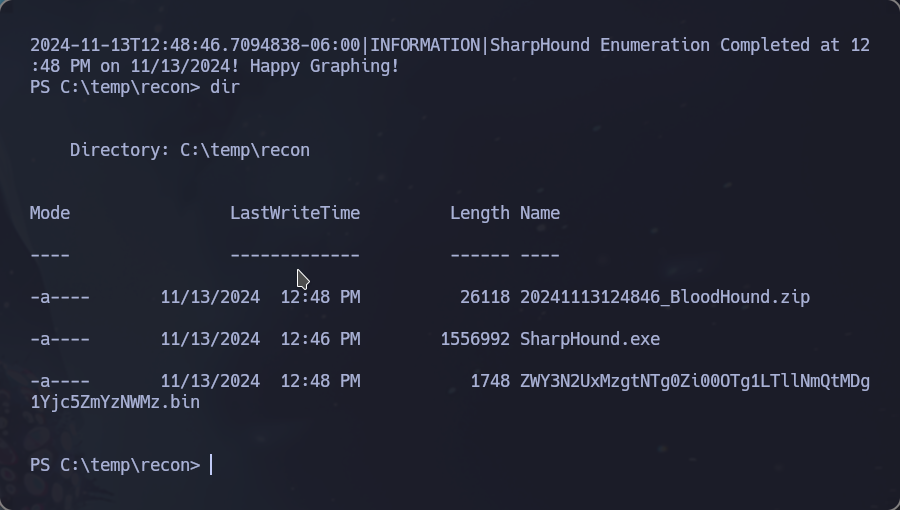 2024-11-13T12:48:46.7094838-06:00|INFORMATION|SharpHound Enumeration Completed at 12
:48 PM on 11/13/2024! Happy Graphing!
PS C:\temp\recon> dir
Directory: C:\temp\recon
Mode LastWriteTime Length Name
---- ------------- ------ ----
-a---- 11/13/2024 12:48 PM 26118 20241113124846_BloodHound.zip
-a---- 11/13/2024 12:46 PM 1556992 SharpHound.exe
-a---- 11/13/2024 12:48 PM 1748 ZWY3N2UxMzgtNTg0Zi00OTg1LTllNmQtMDg
1Yjc5ZmYzNWMz.bin
PS C:\temp\recon>